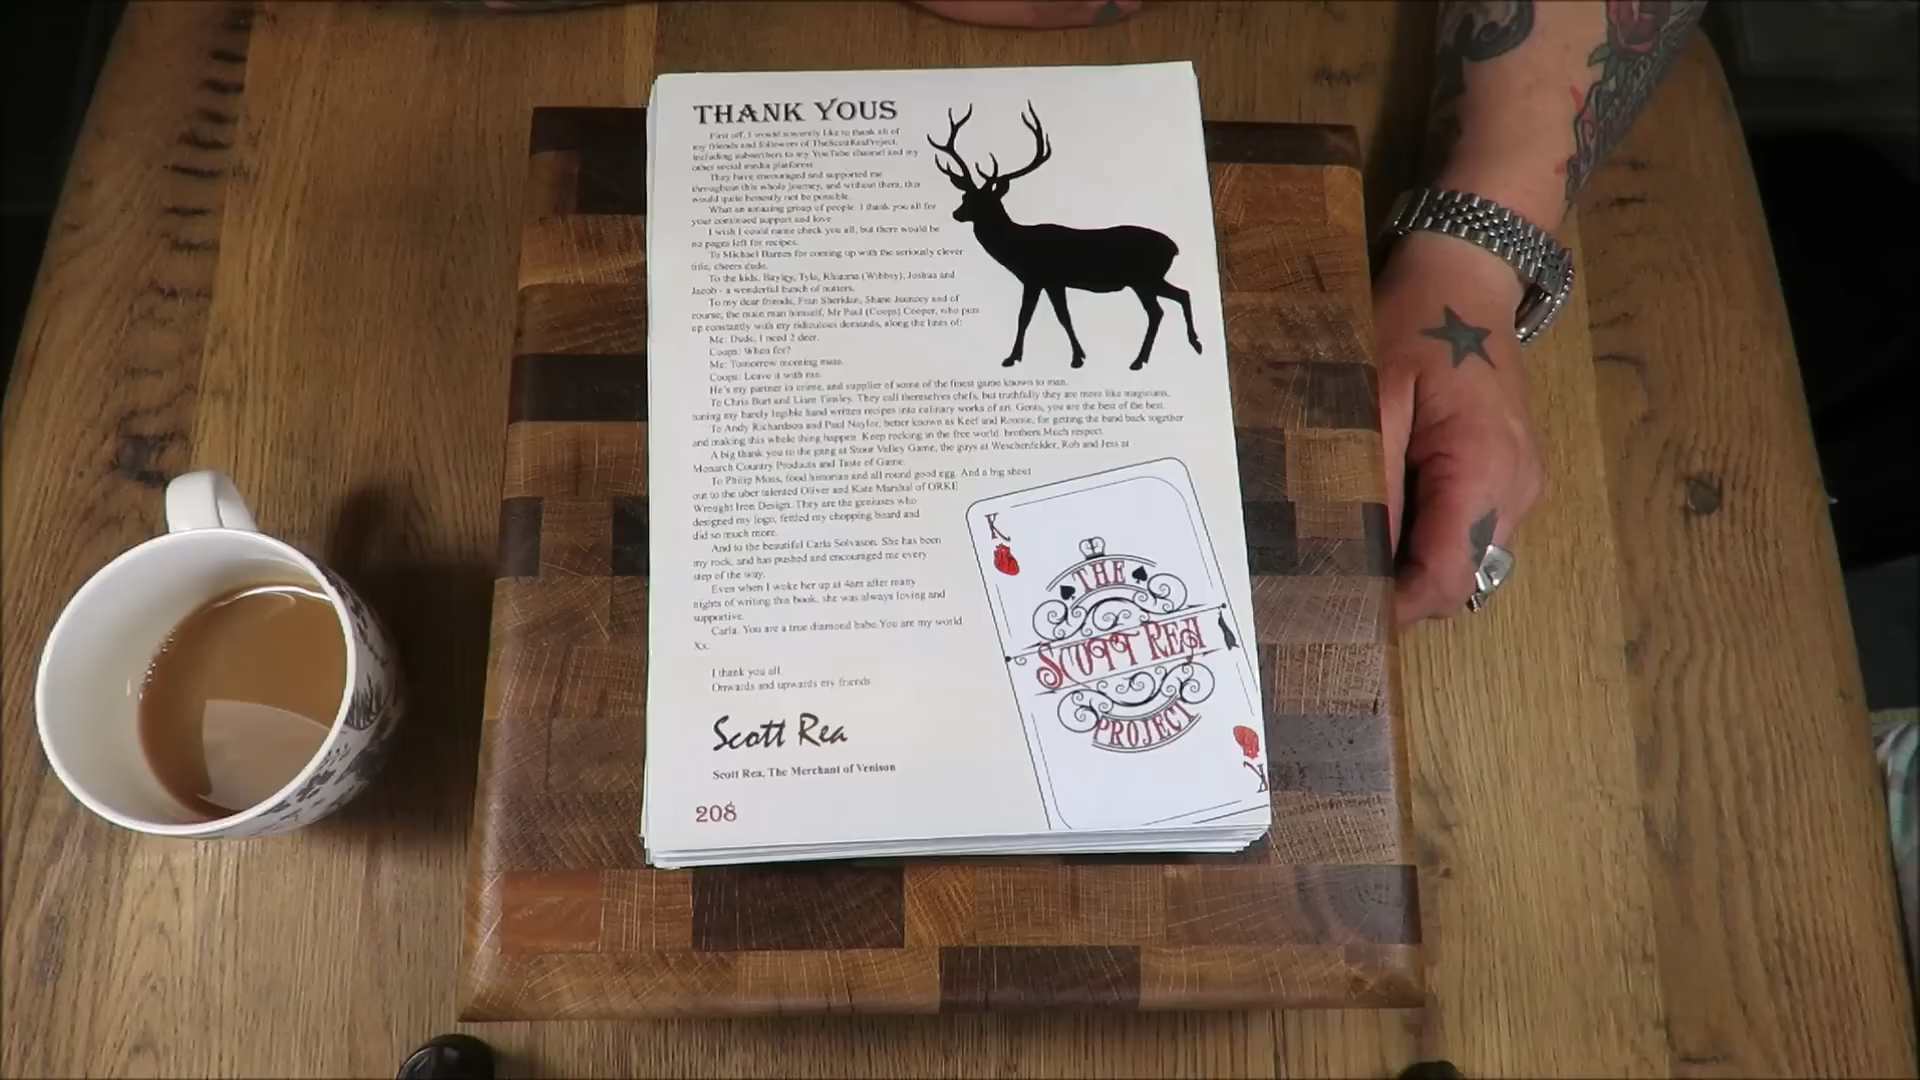 THANK YOUS
First off, I would sincerely like to thank all of
my friends and followers of TheScottReaProject,
including subscribers to my YouTube channel and my
other social media platforms
They have encouraged and supported me
throughout this whole journey, and without them, this
would quite honestly not be possible.
What an amazing group of people. I thank you all for
your continued support and love
I wish I could name check you all, but there would be
no pages left for recipes.
To Michael Barnes for coming up with the seriously clever
title, cheers dude.
To the kids, Bayley, Tyla, (Wibbsy), Joshua and
Jacob - a wonderful bunch of nutters.
To my dear friends, Fran Sheridan, Shane and of
course, the main man himself, Mr Paul (Coops) Cooper, who puts
up constantly with my ridiculous demands, along the lines of:
Me: Dude, I need 2 deer.
Coops: When for?
Me: Tomorrow morning mate.
Coops: Leave it with me.
He's my partner in crime, and supplier of some of the finest game known to man.
To Chris Burt and Liam Tinsley. They call themselves chefs, but truthfully they are more like magicians,
tuning my barely legible hand written recipes into culinary works of art. Gents, you are the best of the best.
To Andy Richardson and Paul Naylor, better known as Keef and Ronnie, for getting the band back together
and making this whole thing happen. Keep rocking in the free world brothers.Much respect.
A big thank you to the gang at Stour Valley Game, the guys at Weschenfelder, Rob and Jess at
Monarch Country Products and Taste of Game.
To Philip Moss, food historian and all round good egg. And a big shout
out to the uber talented Oliver and Kate Marshal of ORKE
Wrought Iron Design. They are the geniuses who
designed my logo, fettled my chopping board and
did so much more.
And to the beautiful Carla Solvason. She has been
my rock, and has pushed and encouraged me every
step of the way.
Even when I woke her up at 4am after many
nights of writing this book, she was always loving and
supportive.
Carla. You are a true diamond babe.You are my world
Xx.
I thank you all.
Onwards and upwards my friends
Scott Rea
Scott Rea, The Merchant of Venison
208
K
THE
SCOTT REA
PROJECT
K